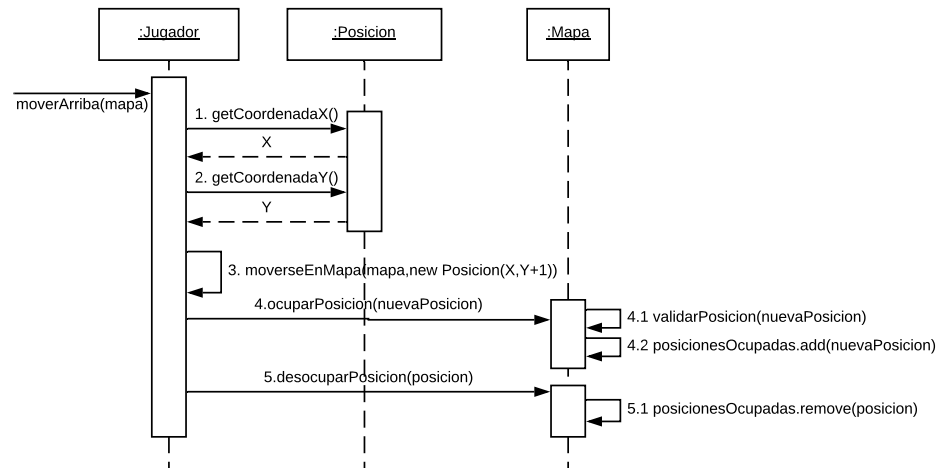 :Jugador
:Posicion
:Mapa
moverArriba(mapa)
1. getCoordenadaX()
X
2. getCoordenadaY()
Y
3. moverseEnMapa(mapa,new Posicion(X,Y+1))
4.ocuparPosicion(nuevaPosicion)
4.1 validarPosicion(nuevaPosicion)
4.2 posicionesOcupadas.add(nuevaPosicion)
5.desocuparPosicion(posicion)
5.1 posicionesOcupadas.remove(posicion)